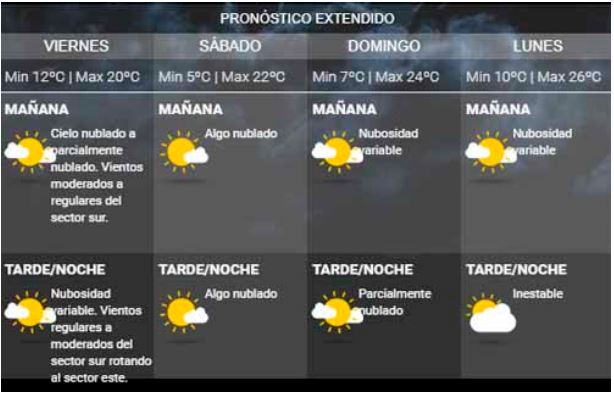 PRONÓSTICO EXTENDIDO
VIERNES
SÁBADO
DOMINGO
LUNES
Min 12ºC | Max 20ºC
Min 5ºC | Max 22ºC
Min 7ºC | Max 24ºC
Min 10ºC | Max 26ºC
MAÑANA
Cielo nublado a
parcialmente
nublado. Vientos
moderados a
regulares del
sector sur.
MAÑANA
Algo nublado
MAÑANA
Nubosidad
variable
MAÑANA
Nubosidad
variable
TARDE/NOCHE
Nubosidad
variable. Vientos
regulares a
moderados del
sector sur rotando
al sector este.
TARDE/NOCHE
Algo nublado
TARDE/NOCHE
Parcialmente
nublado
TARDE/NOCHE
Inestable